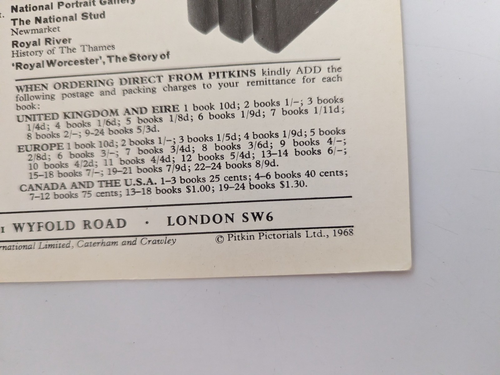 National Portrait Gallery
The National Stud
Newmarket
Royal River
History of The Thames
'Royal Worcester', The Story of
WHEN ORDERING DIRECT FROM PITKINS kindly ADD the
following postage and packing charges to your remittance for each
book:
UNITED KINGDOM AND EIRE 1 book 10d; 2 books 1/-; 3 books
1/4d; 4 books 1/6d; 5 books 1/8d; 6 books 1/9d; 7 books 1/11d;
8 books 2/-; 9-24 books 5/3d.
EUROPE 1 book 10d; 2 books 1/-; 3 books 1/5d; 4 books 1/9d; 5 books
2/8d; 6 books 3/-; 7 books 3/4d; 8 books 3/6d; 9 books 4/-;
10 books 4/2d; 11 books 4/4d; 12 books 5/4d; 13-14 books 6/-;
15-18 books 7/-; 19-21 books 7/9d; 22-24 books 8/9d.
CANADA AND THE U.S.A. 1-3 books 25 cents; 4-6 books 40 cents;
7-12 books 75 cents; 13-18 books $1.00; 19-24 books $1.30.
1 WYFOLD ROAD · LONDON SW6
International Limited, Caterham and Crawley
© Pitkin Pictorials Ltd., 1968